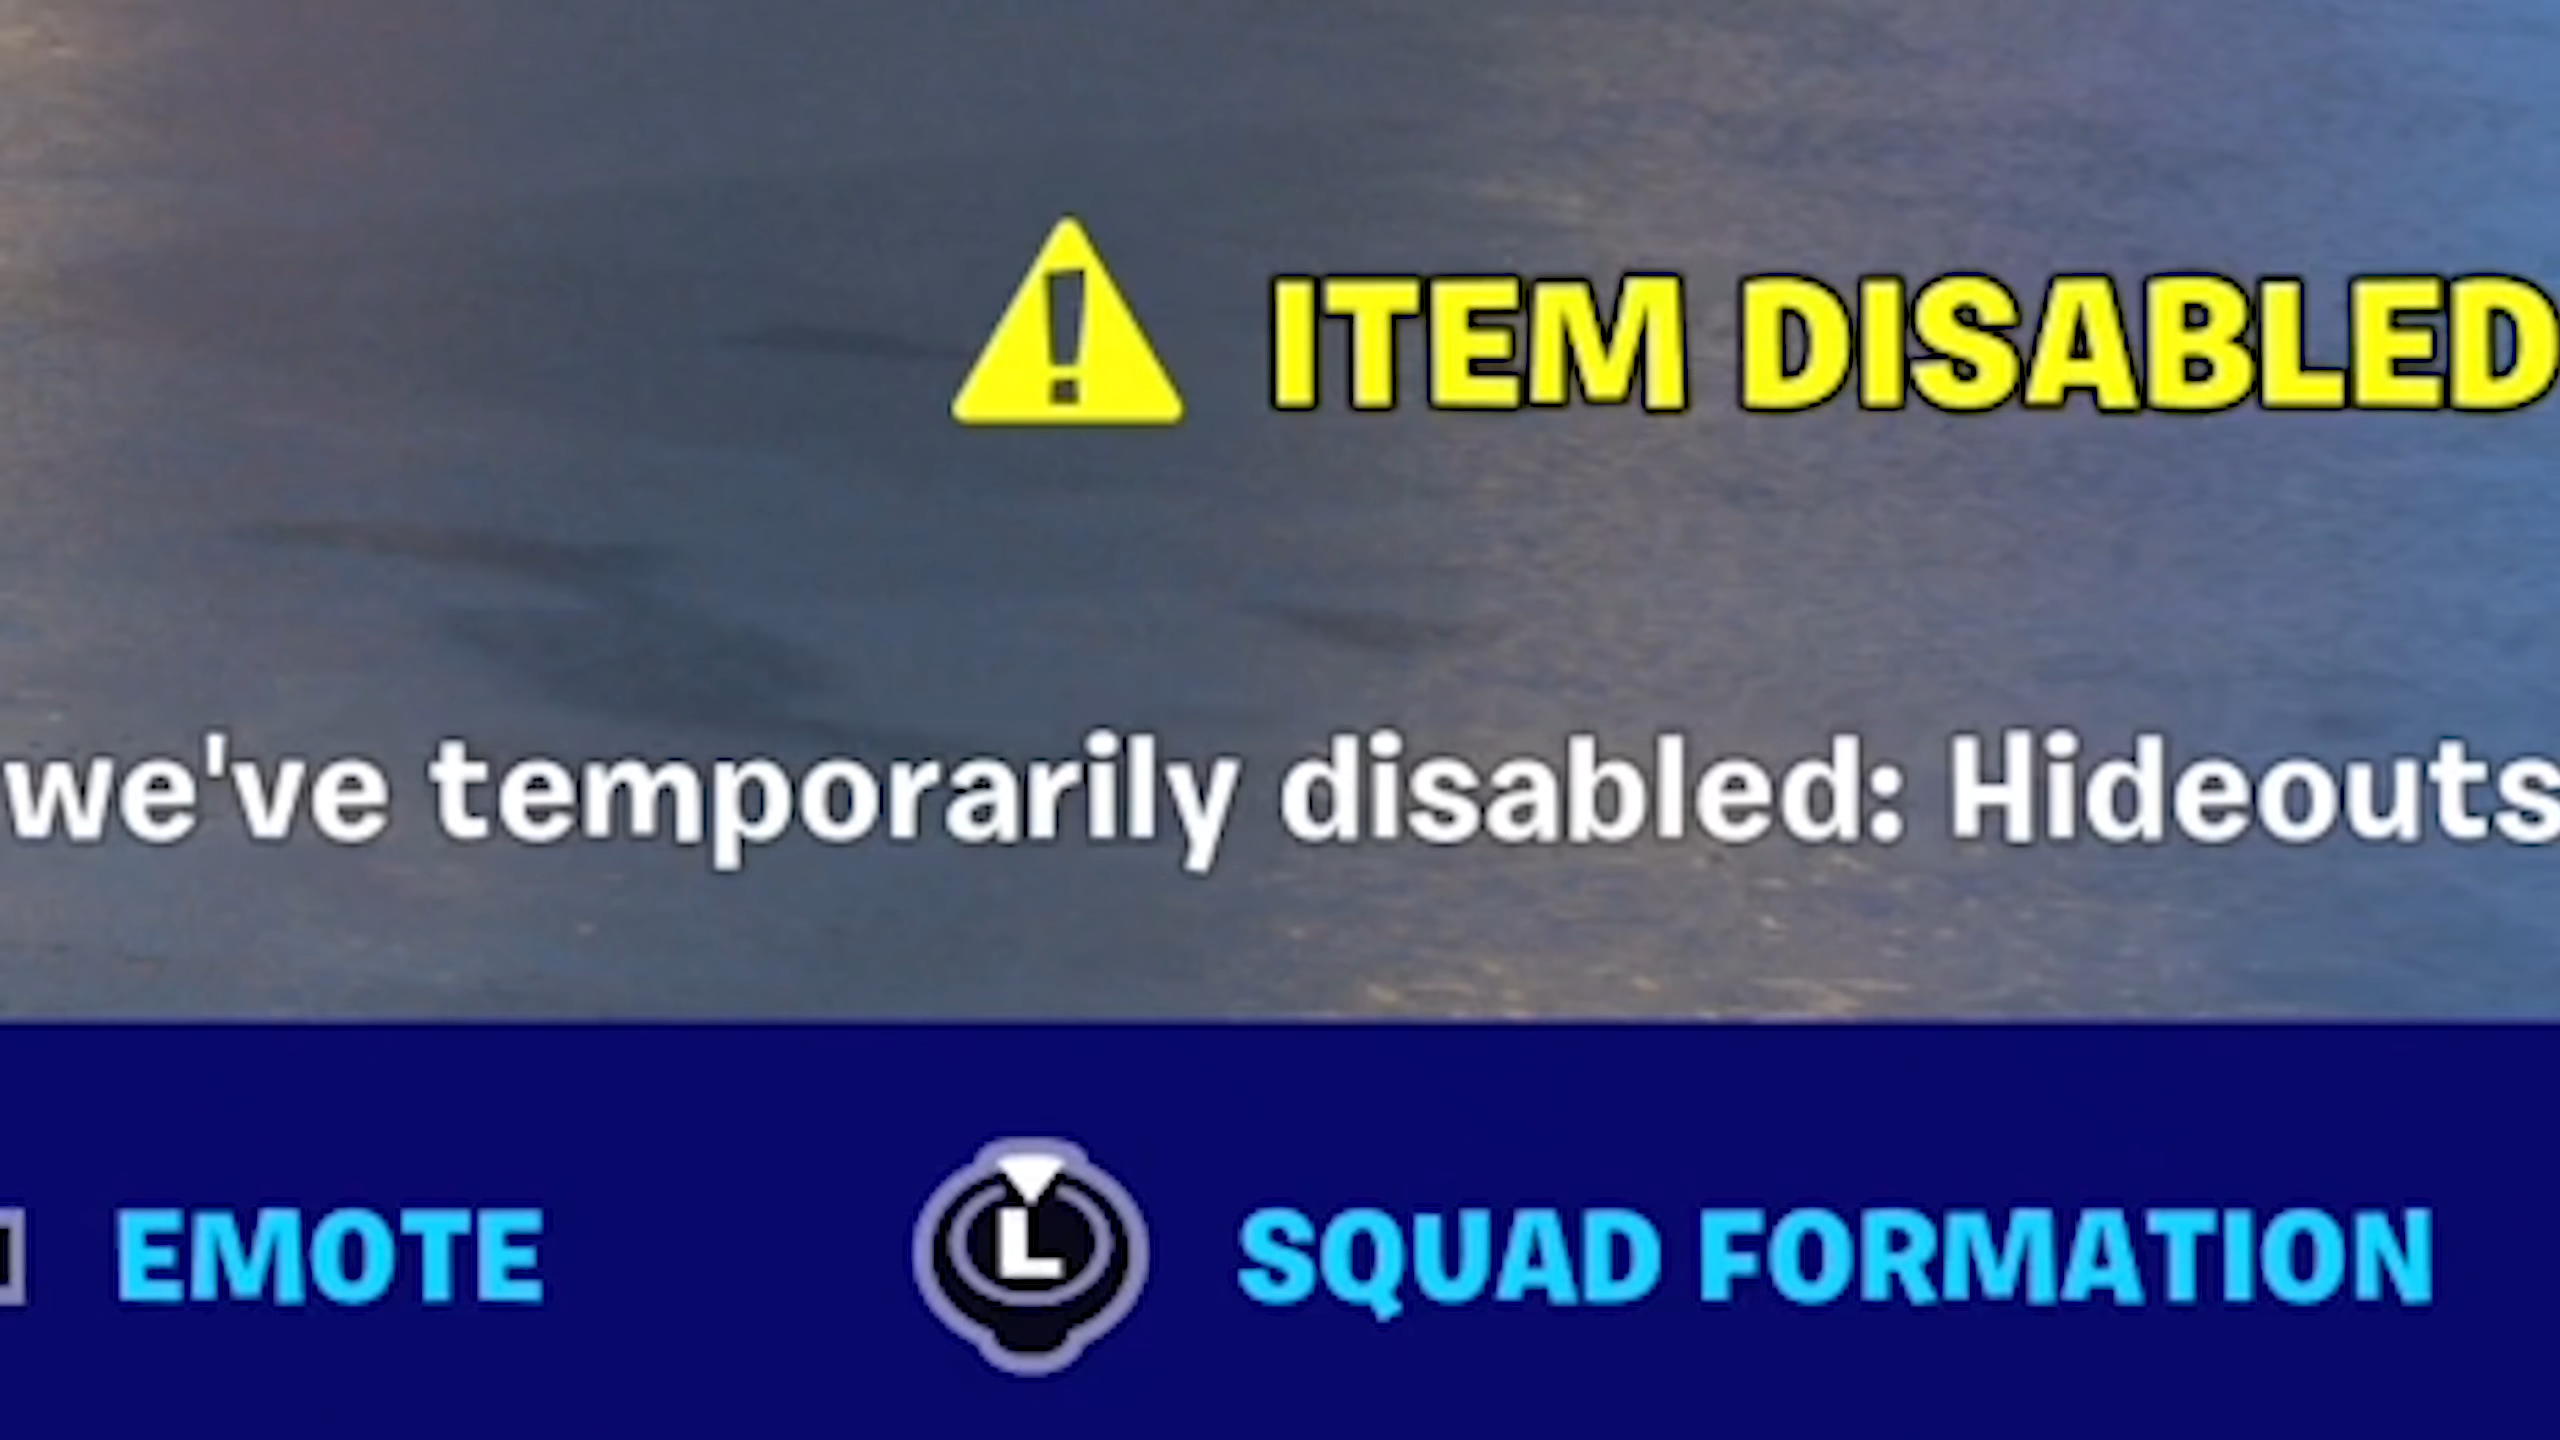 ITEM DISABLED
we've temporarily disabled: Hideouts
EMOTE
L
SQUAD FORMATION